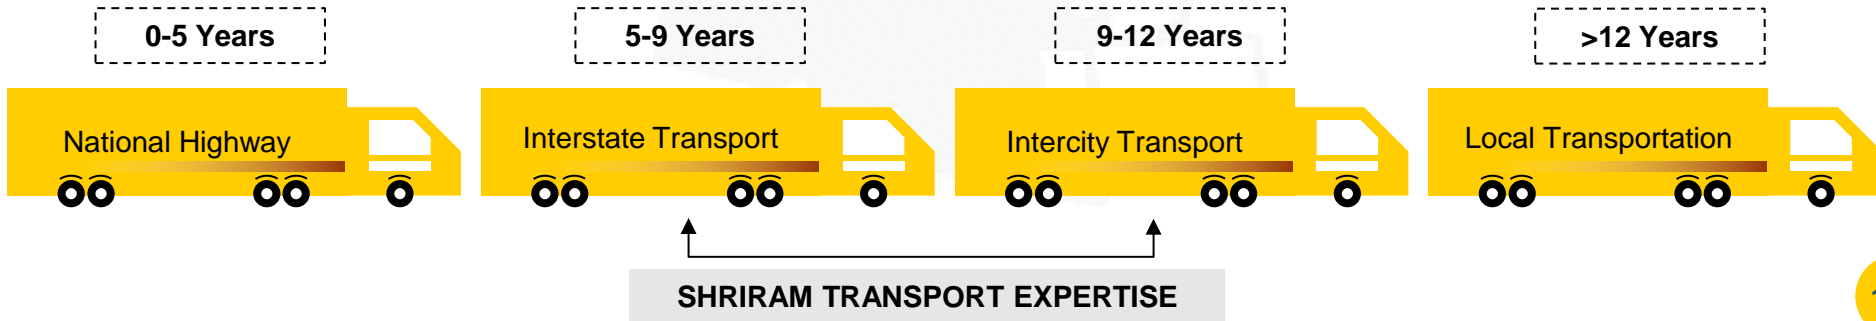 0-5 Years
5-9 Years
9-12 Years
>12 Years
National Highway
Interstate Transport
Intercity Transport
Local Transportation
SHRIRAM TRANSPORT EXPERTISE